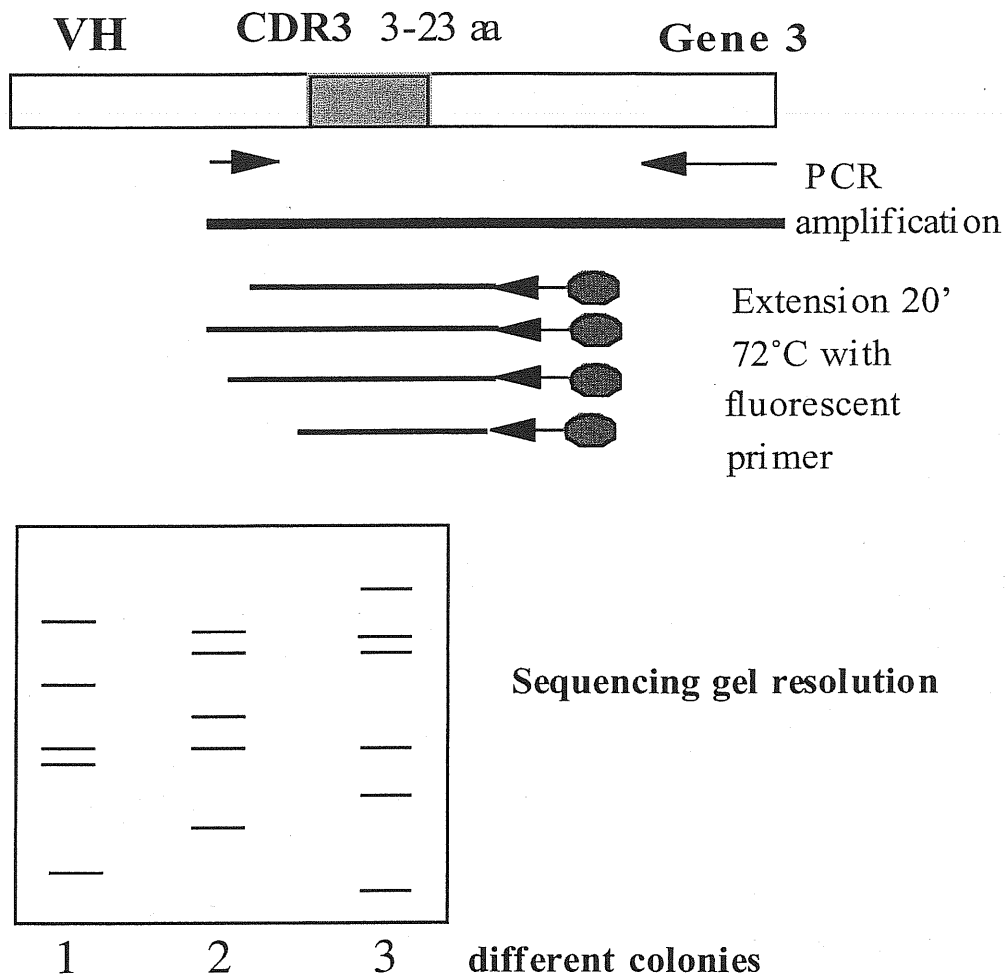 VH CDR3 3-23 aa Gene 3
PCR
amplification
Extension 20’
72°C with
fluorescent
primer
Sequencing gel resolution
1 2 3 different colonies